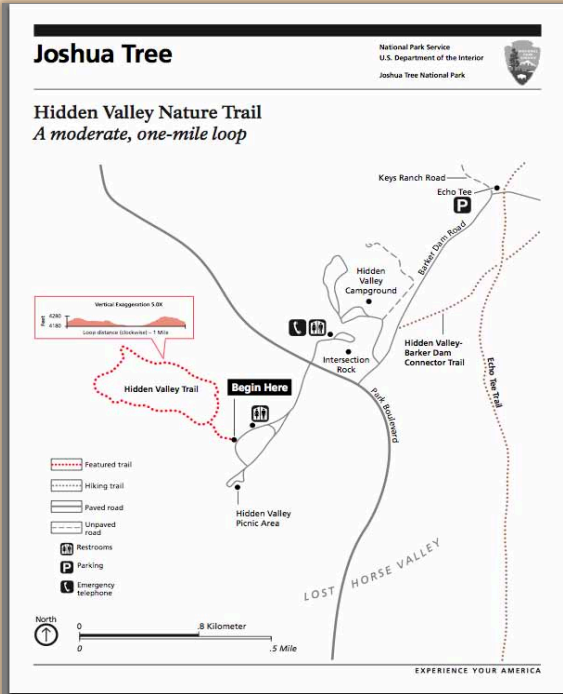 Joshua Tree
National Park Service
U.S. Department of the Interior
Joshua Tree National Park
Hidden Valley Nature Trail
A moderate, one-mile loop
Keys Ranch Road
Echo Tee
P
Barker Dam Road
Hidden
Valley
Campground
Vertical Exaggeration 5.0X
Feet
4280
4180
Loop distance (clockwise) ~ 1 Mile
Intersection
Rock
Hidden Valley-
Barker Dam
Connector Trail
Echo Tee Trail
Hidden Valley Trail
Begin Here
Park Boulevard
Featured trail
Hiking trail
Paved road
Unpaved
road
Restrooms
P
Parking
Emergency
telephone
Hidden Valley
Picnic Area
LOST HORSE VALLEY
North
0
.8 Kilometer
0
.5 Mile
EXPERIENCE YOUR AMERICA